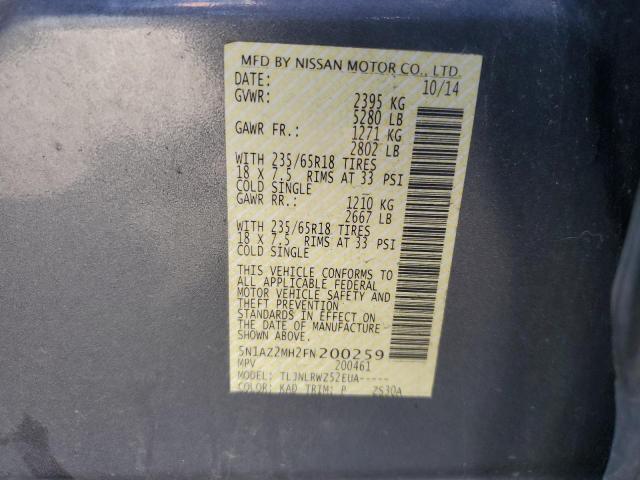 MFD BY NISSAN MOTOR CO., LTD.
DATE: 10/14
GVWR: 2395 KG
5280 LB
GAWR FR.: 1271 KG
2802 LB
WITH 235/65R18 TIRES
18 X 7.5 RIMS AT 33 PSI
COLD SINGLE
GAWR RR.: 1210 KG
2667 LB
WITH 235/65R18 TIRES
18 X 7.5 RIMS AT 33 PSI
COLD SINGLE
THIS VEHICLE CONFORMS TO
ALL APPLICABLE FEDERAL
MOTOR VEHICLE SAFETY AND
THEFT PREVENTION
STANDARDS IN EFFECT ON
THE DATE OF MANUFACTURE
SHOWN ABOVE.
5N1AZ2MH2FN200259
MPV 200461
MODEL: TLJNLRWZ52EUA-----
COLOR: KAD TRIM: P ZS30A